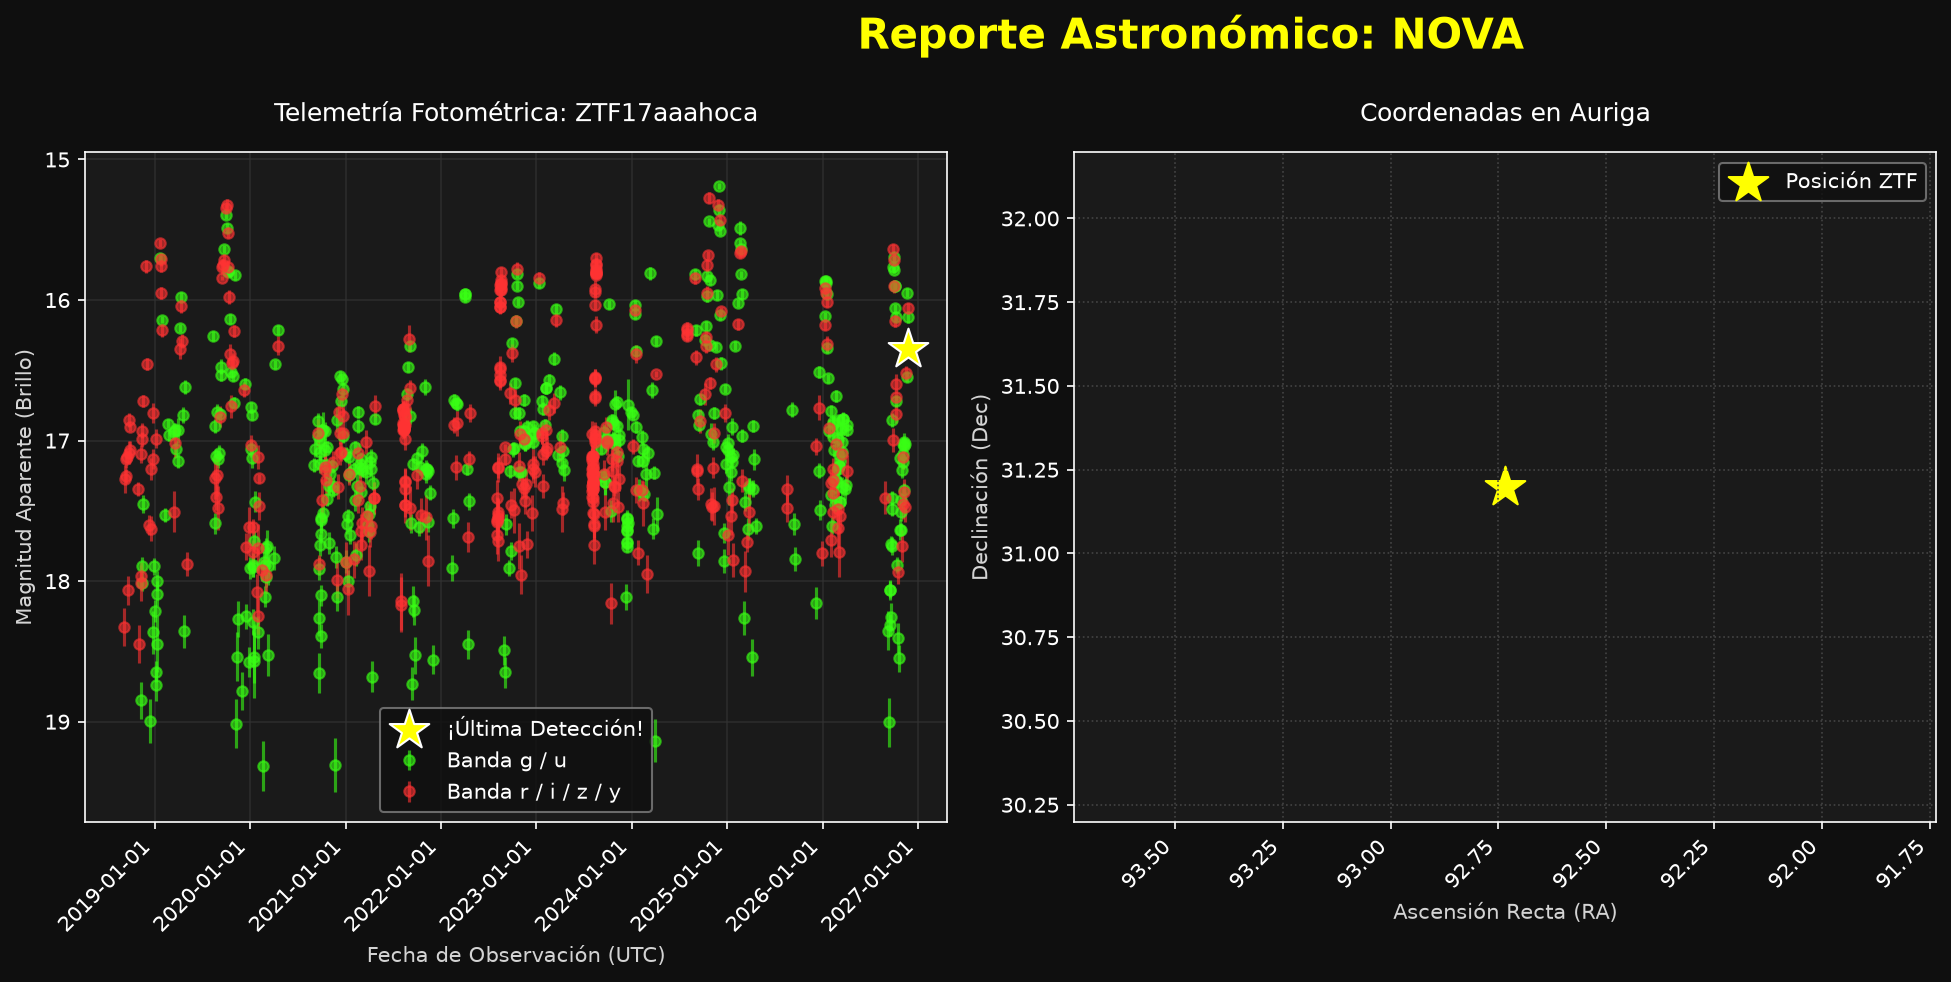 Reporte Astronómico: NOVA
Telemetría Fotométrica: ZTF17aaahoca
Magnitud Aparente (Brillo)
15
16
17
18
19
¡Última Detección!
Banda g / u
Banda r / i / z / y
2019-01-01
2020-01-01
2021-01-01
2022-01-01
2023-01-01
2024-01-01
2025-01-01
2026-01-01
2027-01-01
Fecha de Observación (UTC)
Coordenadas en Auriga
Posición ZTF
Declinación (Dec)
32.00
31.75
31.50
31.25
31.00
30.75
30.50
30.25
93.50
93.25
93.00
92.75
92.50
92.25
92.00
91.75
Ascensión Recta (RA)